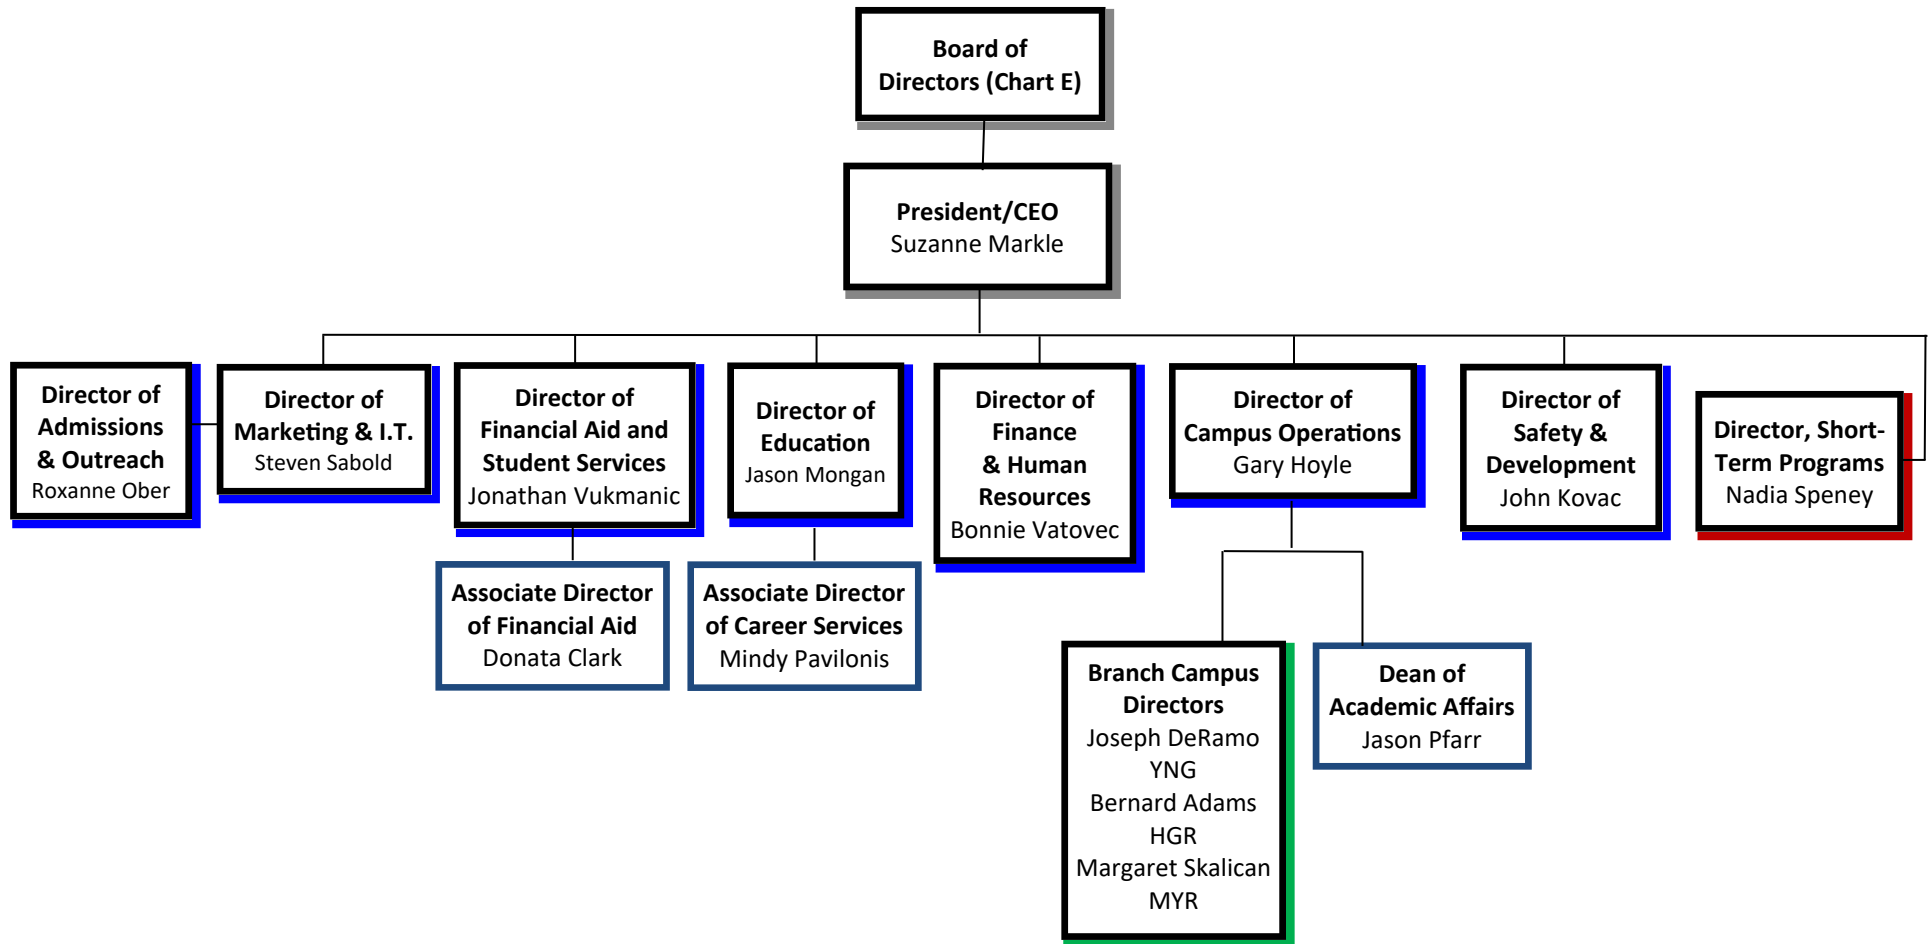 Board of
Directors (Chart E)
President/CEO
Suzanne Markle
Director of
Admissions
& Outreach
Roxanne Ober
Director of
Marketing & I.T.
Steven Sabold
Director of
Financial Aid and
Student Services
Jonathan Vukmanic
Director of
Education
Jason Mongan
Director of
Finance
& Human
Resources
Bonnie Vatovec
Director of
Campus Operations
Gary Hoyle
Director of
Safety &
Development
John Kovac
Director, Short-
Term Programs
Nadia Speney
Associate Director
of Financial Aid
Donata Clark
Associate Director
of Career Services
Mindy Pavilonis
Branch Campus
Directors
Joseph DeRamo
YNG
Bernard Adams
HGR
Margaret Skalican
MYR
Dean of
Academic Affairs
Jason Pfarr